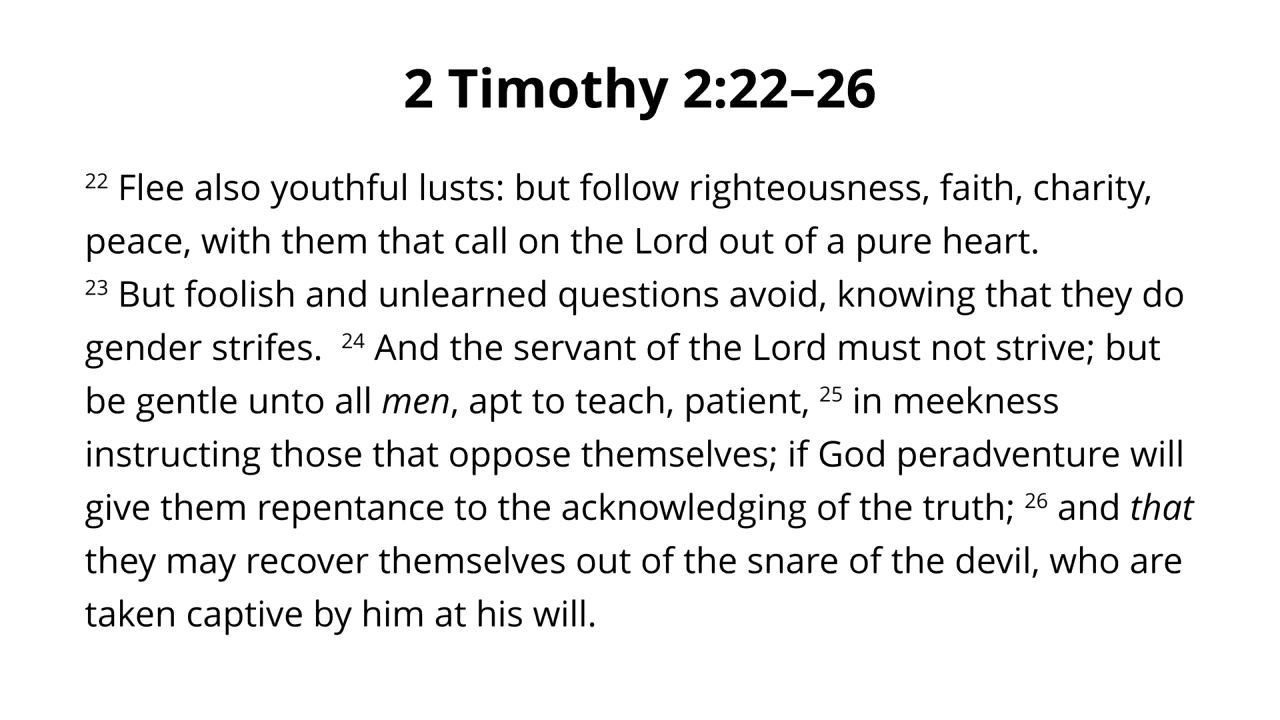 2 Timothy 2:22–26
22 Flee also youthful lusts: but follow righteousness, faith, charity,
peace, with them that call on the Lord out of a pure heart.
23 But foolish and unlearned questions avoid, knowing that they do
gender strifes. 24 And the servant of the Lord must not strive; but
be gentle unto all men, apt to teach, patient, 25 in meekness
instructing those that oppose themselves; if God peradventure will
give them repentance to the acknowledging of the truth; 26 and that
they may recover themselves out of the snare of the devil, who are
taken captive by him at his will.